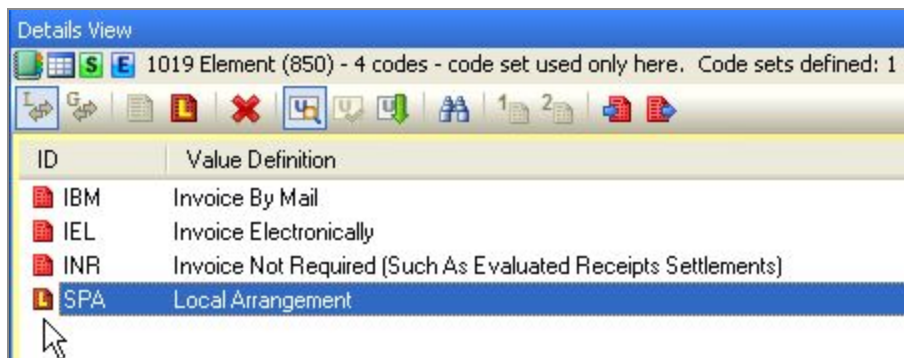 Details View
S E 1019 Element (850) - 4 codes - code set used only here. Code sets defined: 1
L G L U U U 1 2
ID Value Definition
IBM Invoice By Mail
IEL Invoice Electronically
INR Invoice Not Required (Such As Evaluated Receipts Settlements)
L SPA Local Arrangement